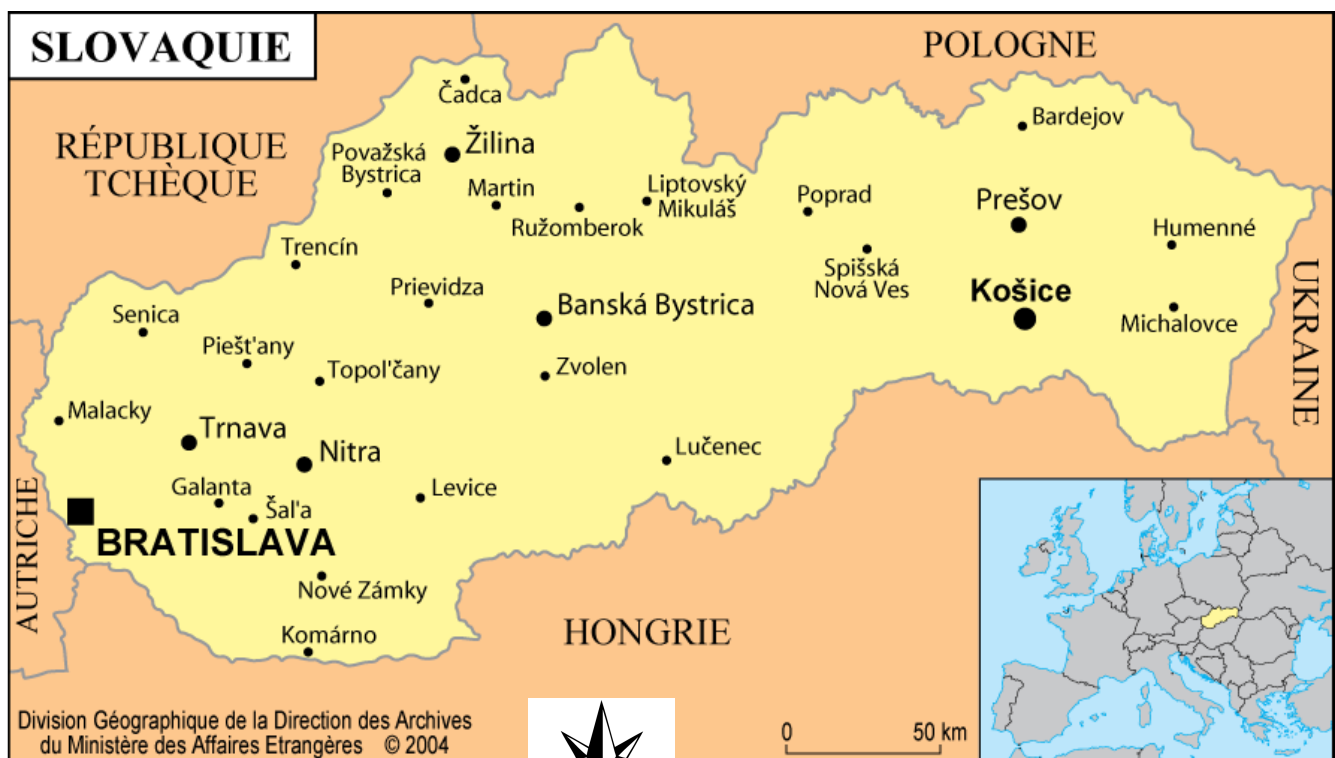 SLOVAQUIE
POLOGNE
RÉPUBLIQUE
TCHÈQUE
Čadca
Žilina
Považská
Bystrica
Martin
Ružomberok
Liptovský
Mikuláš
Poprad
Bardejov
Prešov
Humenné
Spišská
Nová Ves
Košice
Michalovce
UKRAINE
Trencín
Prievidza
Banská Bystrica
Senica
Piešt'any
Topol'čany
Zvolen
Malacky
Trnava
Nitra
Lučenec
Galanta
Šal'a
Levice
BRATISLAVA
AUTRICHE
Nové Zámky
Komárno
HONGRIE
Division Géographique de la Direction des Archives
du Ministère des Affaires Etrangères © 2004
0 50 km